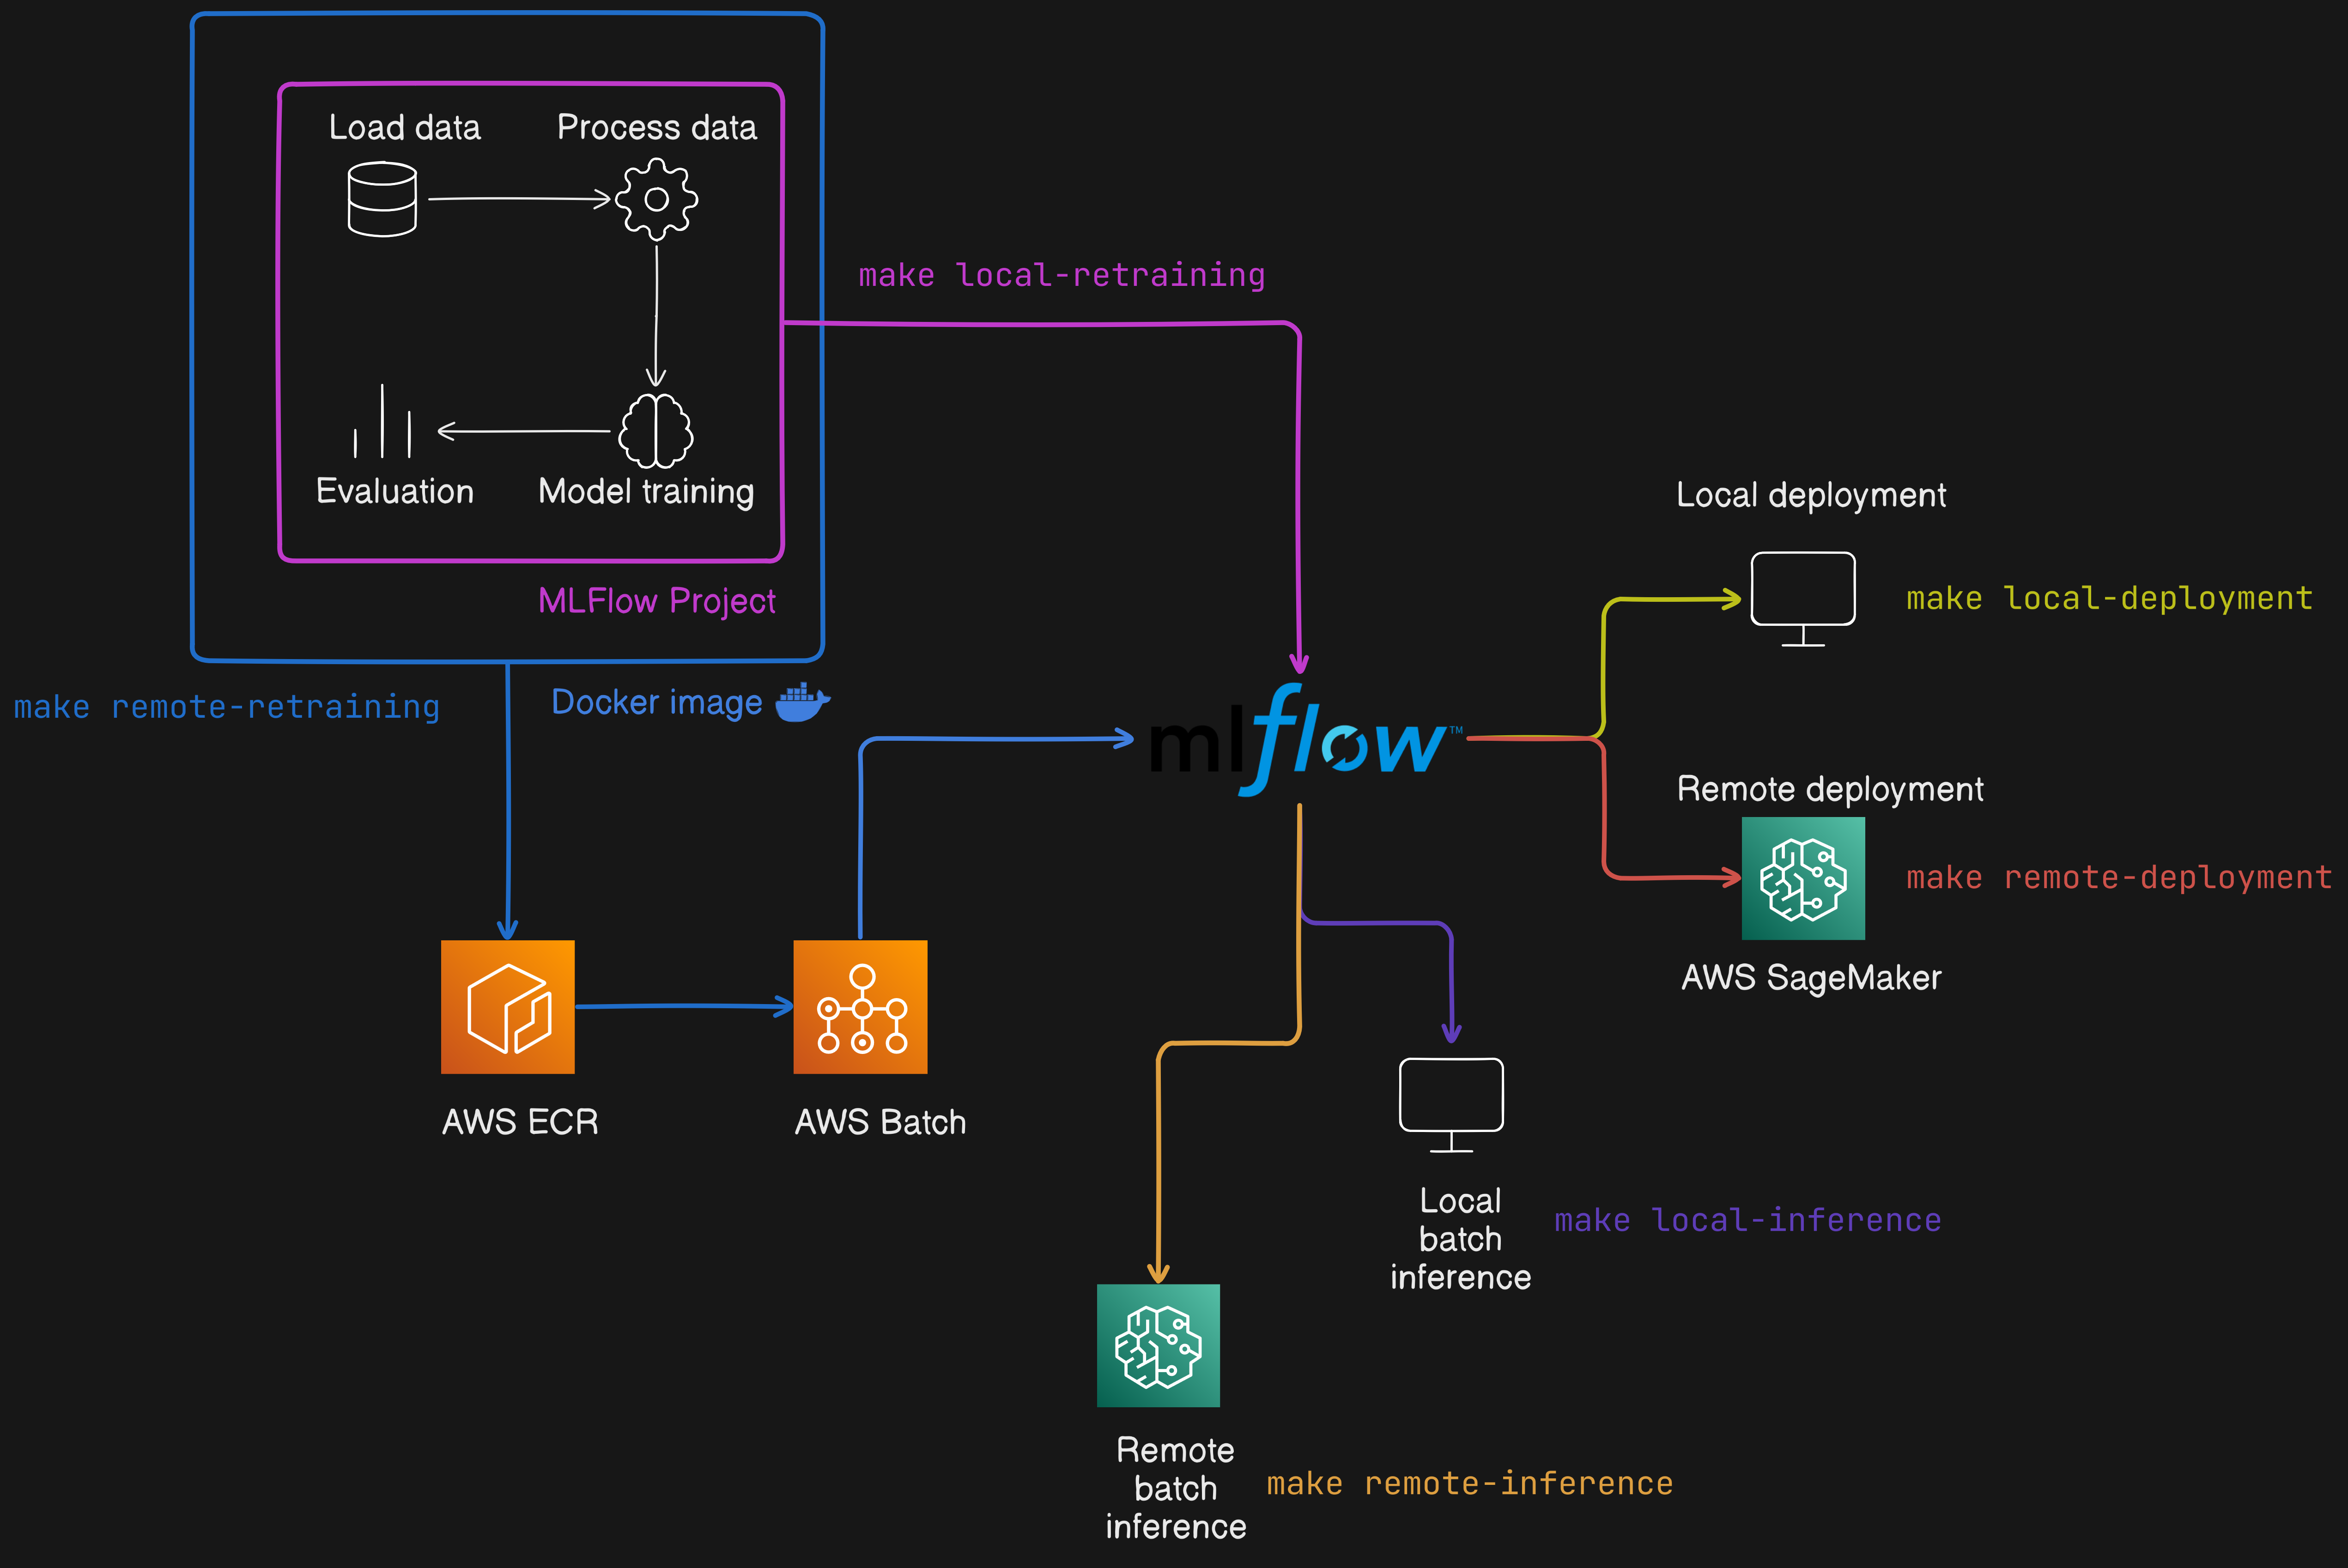 Load data
Process data
make local-retraining
Evaluation
Model training
MLFlow Project
make remote-retraining
Docker image
mlflow™
Local deployment
make local-deployment
Remote deployment
make remote-deployment
AWS SageMaker
AWS ECR
AWS Batch
Local
batch
inference
make local-inference
Remote
batch
inference
make remote-inference